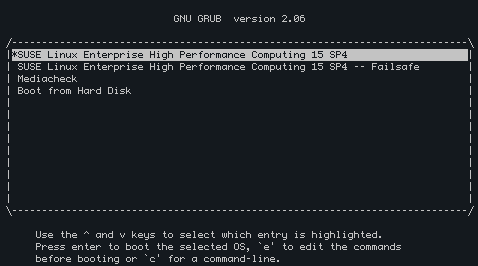 GNU GRUB  version 2.06
*SUSE Linux Enterprise High Performance Computing 15 SP4
SUSE Linux Enterprise High Performance Computing 15 SP4 -- Failsafe
Mediacheck
Boot from Hard Disk
Use the ^ and v keys to select which entry is highlighted.
Press enter to boot the selected OS, `e' to edit the commands
before booting or `c' for a command-line.